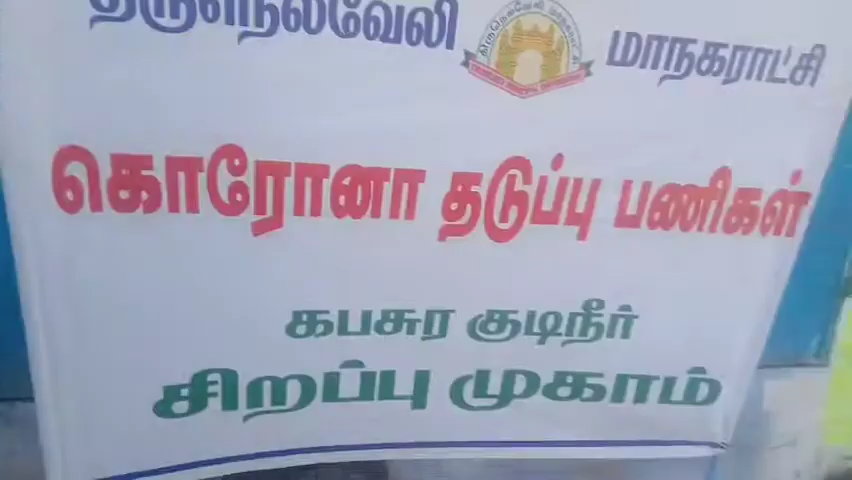 திருநெல்வேலி மாநகராட்சி
கொரோனா தடுப்பு பணிகள்
கபசுர குடிநீர்
சிறப்பு முகாம்